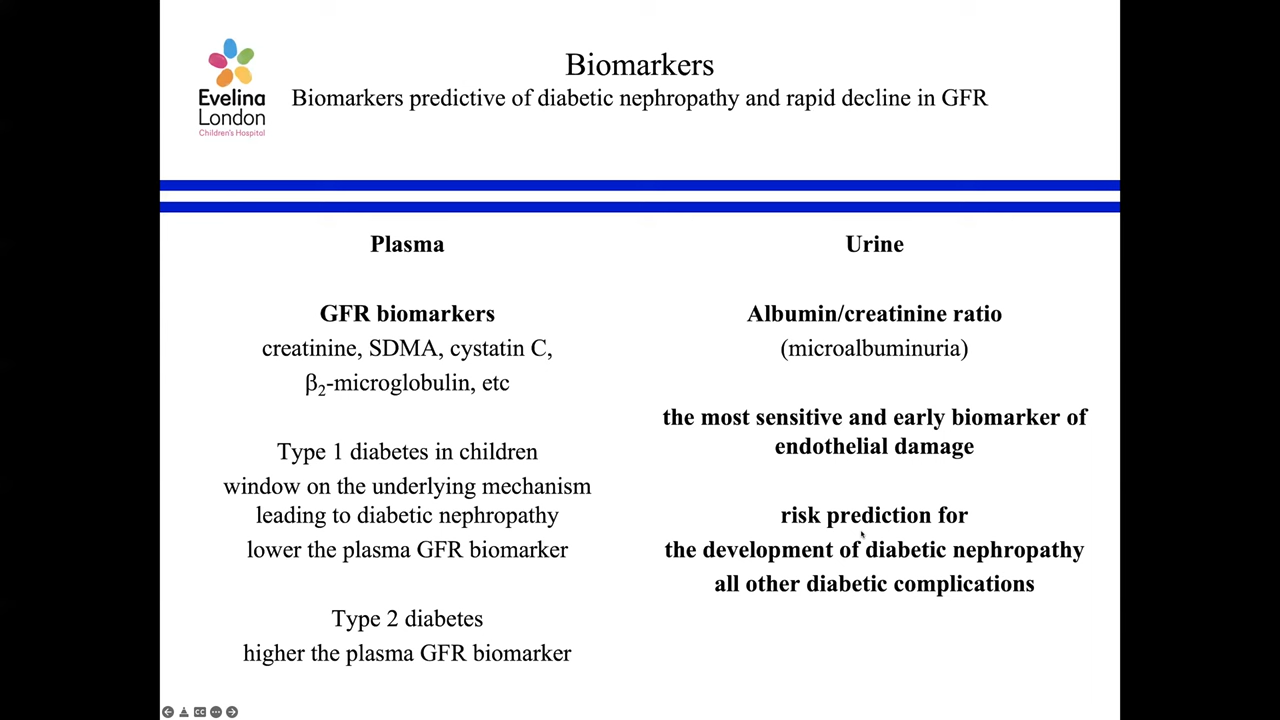 Biomarkers
Biomarkers predictive of diabetic nephropathy and rapid decline in GFR
Evelina
London
Children's Hospital
Plasma
GFR biomarkers
creatinine, SDMA, cystatin C,
β₂-microglobulin, etc
Type 1 diabetes in children
window on the underlying mechanism
leading to diabetic nephropathy
lower the plasma GFR biomarker
Type 2 diabetes
higher the plasma GFR biomarker
Urine
Albumin/creatinine ratio
(microalbuminuria)
the most sensitive and early biomarker of
endothelial damage
risk prediction for
the development of diabetic nephropathy
all other diabetic complications
CC